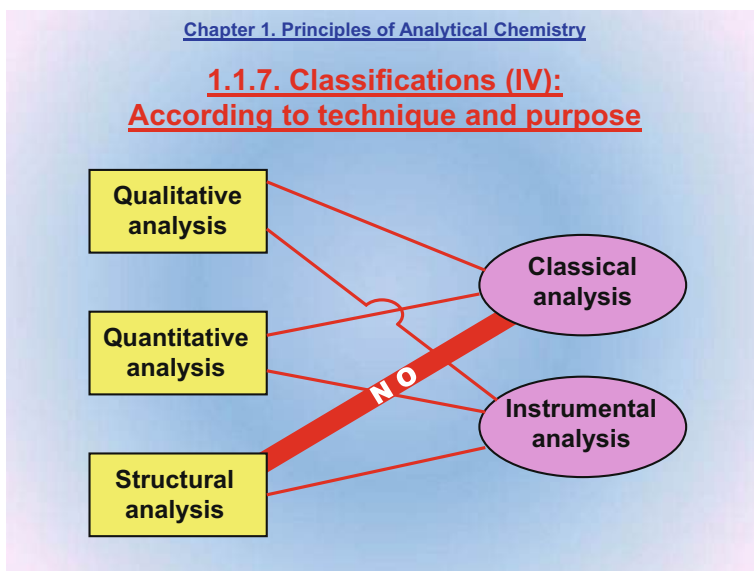 Chapter 1. Principles of Analytical Chemistry
1.1.7. Classifications (IV):
According to technique and purpose
Qualitative
analysis
Classical
analysis
Quantitative
analysis
NO
Instrumental
analysis
Structural
analysis